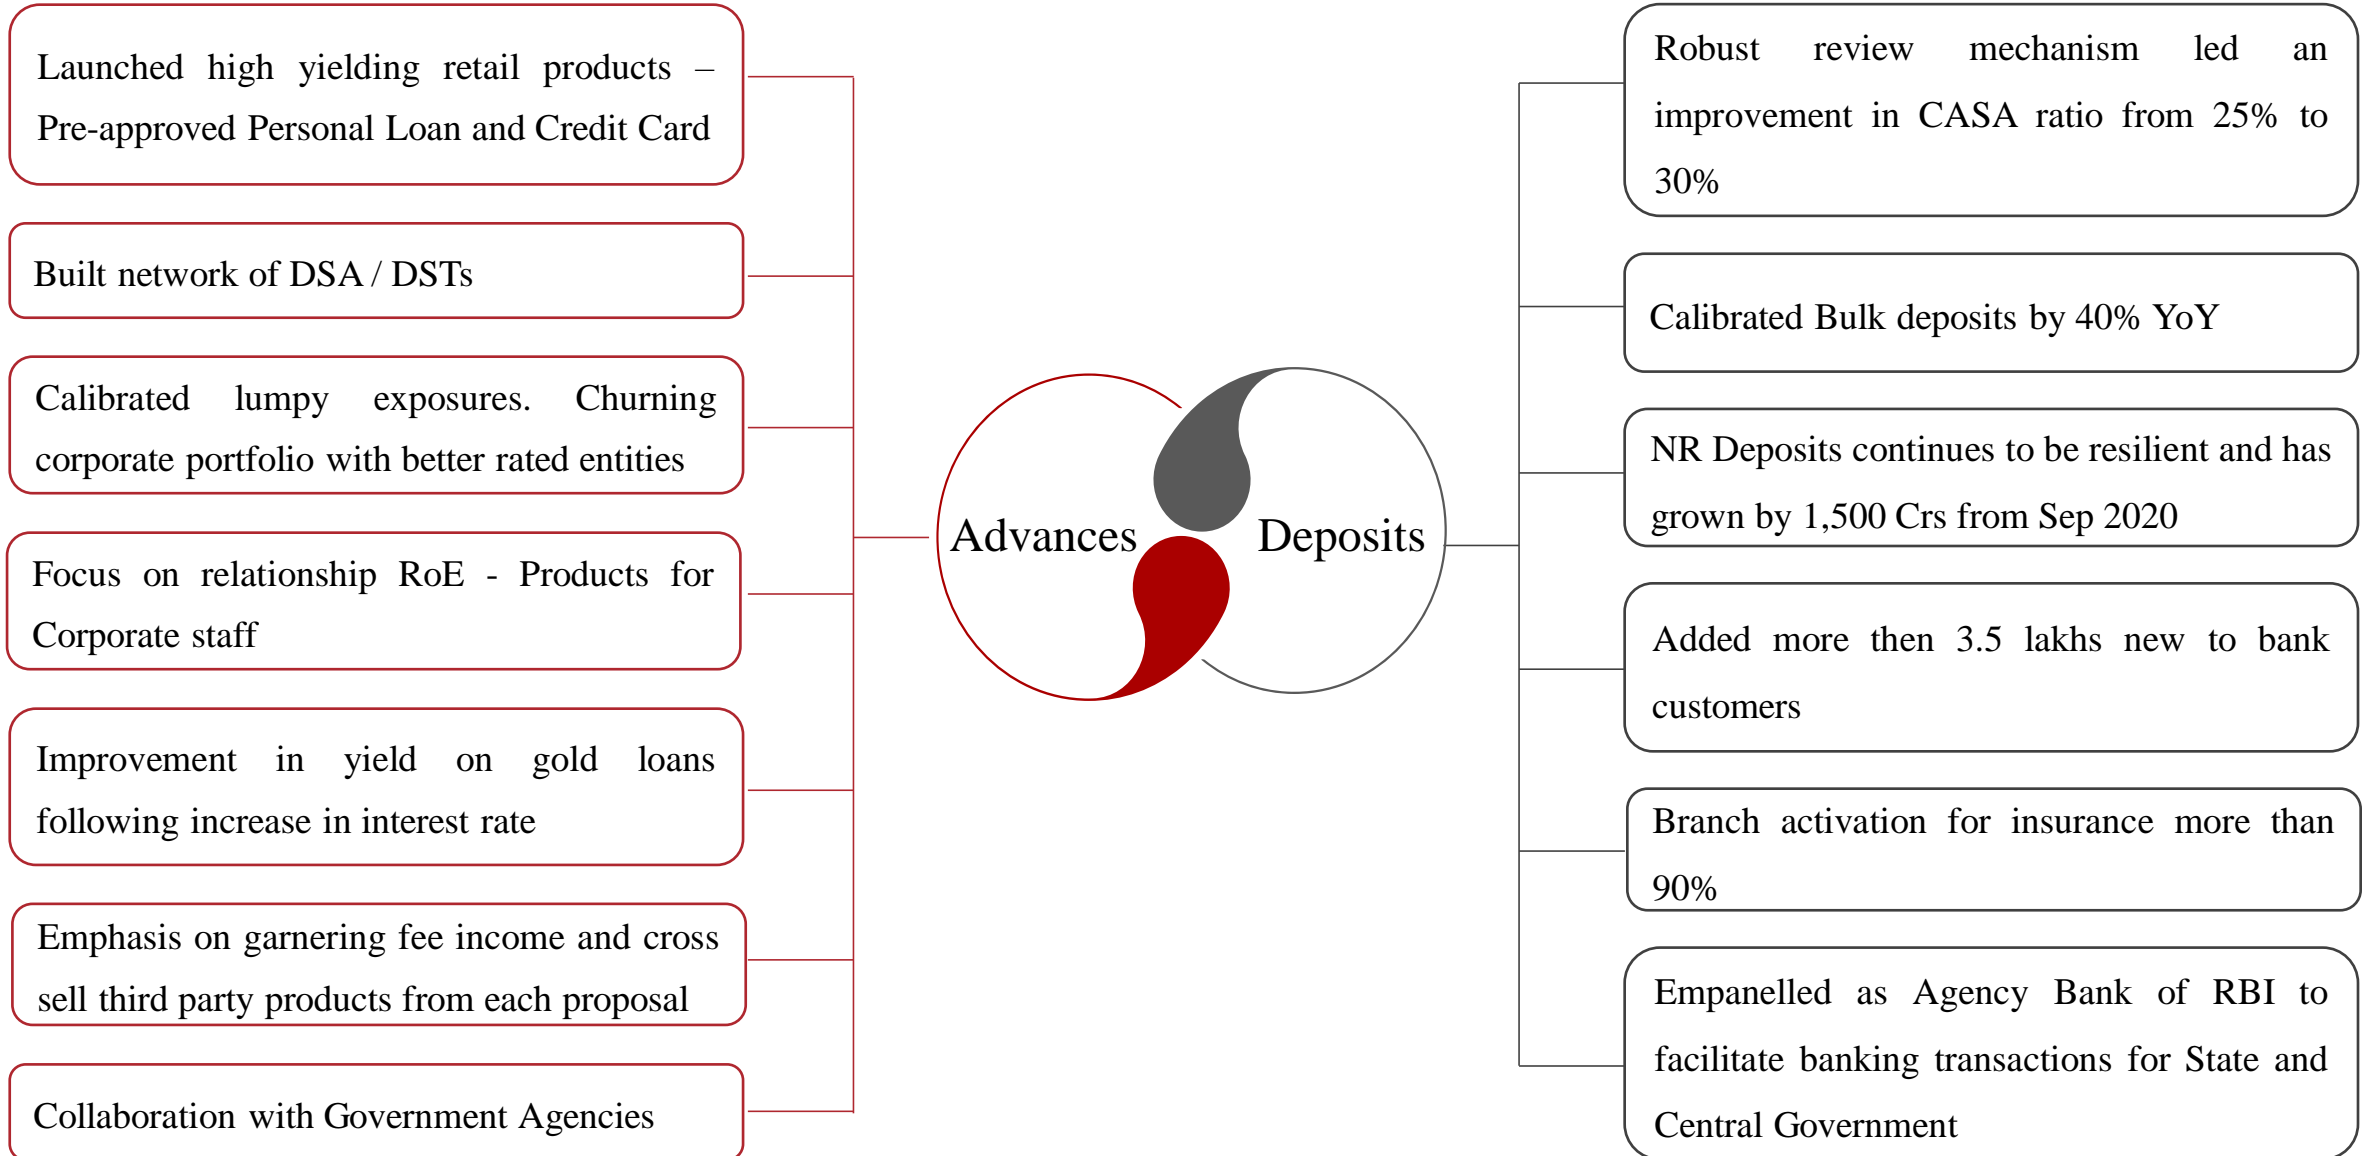 Launched high yielding retail products –
Pre-approved Personal Loan and Credit Card
Built network of DSA / DSTs
Calibrated lumpy exposures. Churning
corporate portfolio with better rated entities
Focus on relationship RoE - Products for
Corporate staff
Improvement in yield on gold loans
following increase in interest rate
Emphasis on garnering fee income and cross
sell third party products from each proposal
Collaboration with Government Agencies
Advances
Deposits
Robust review mechanism led an
improvement in CASA ratio from 25% to
30%
Calibrated Bulk deposits by 40% YoY
NR Deposits continues to be resilient and has
grown by 1,500 Crs from Sep 2020
Added more then 3.5 lakhs new to bank
customers
Branch activation for insurance more than
90%
Empanelled as Agency Bank of RBI to
facilitate banking transactions for State and
Central Government